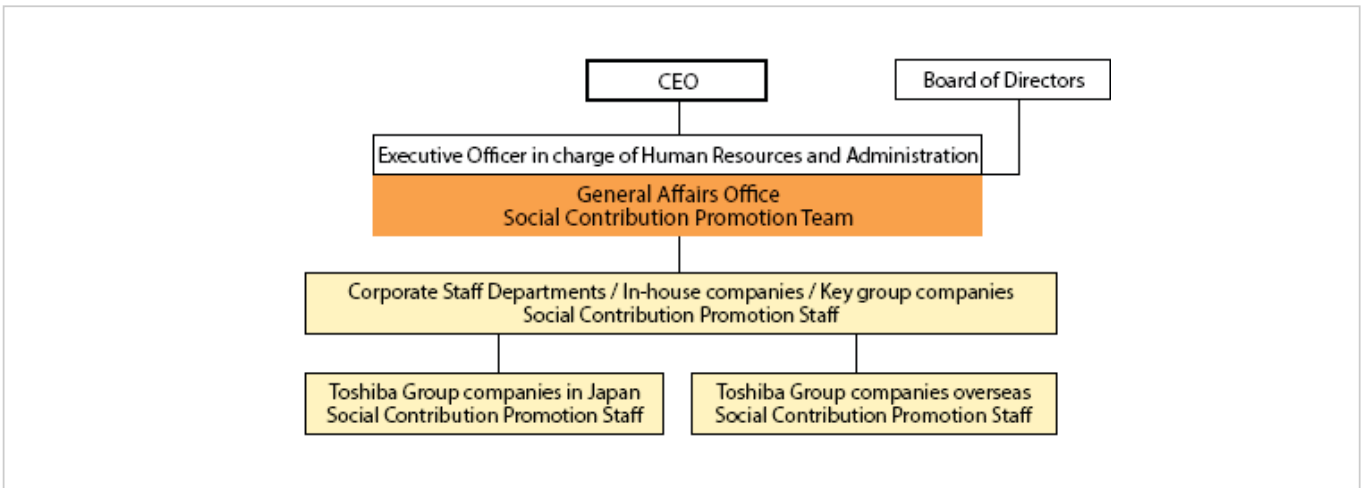 CEO
Board of Directors
Executive Officer in charge of Human Resources and Administration
General Affairs Office
Social Contribution Promotion Team
Corporate Staff Departments / In-house companies / Key group companies
Social Contribution Promotion Staff
Toshiba Group companies in Japan
Social Contribution Promotion Staff
Toshiba Group companies overseas
Social Contribution Promotion Staff